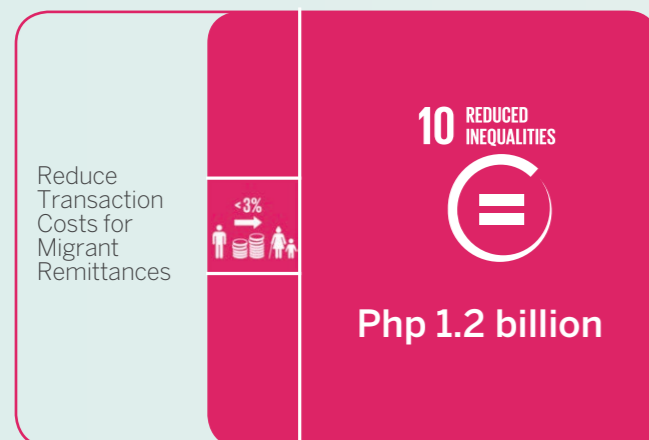 Reduce
Transaction
Costs for
Migrant
Remittances
<3%
10 REDUCED
INEQUALITIES
Php 1.2 billion